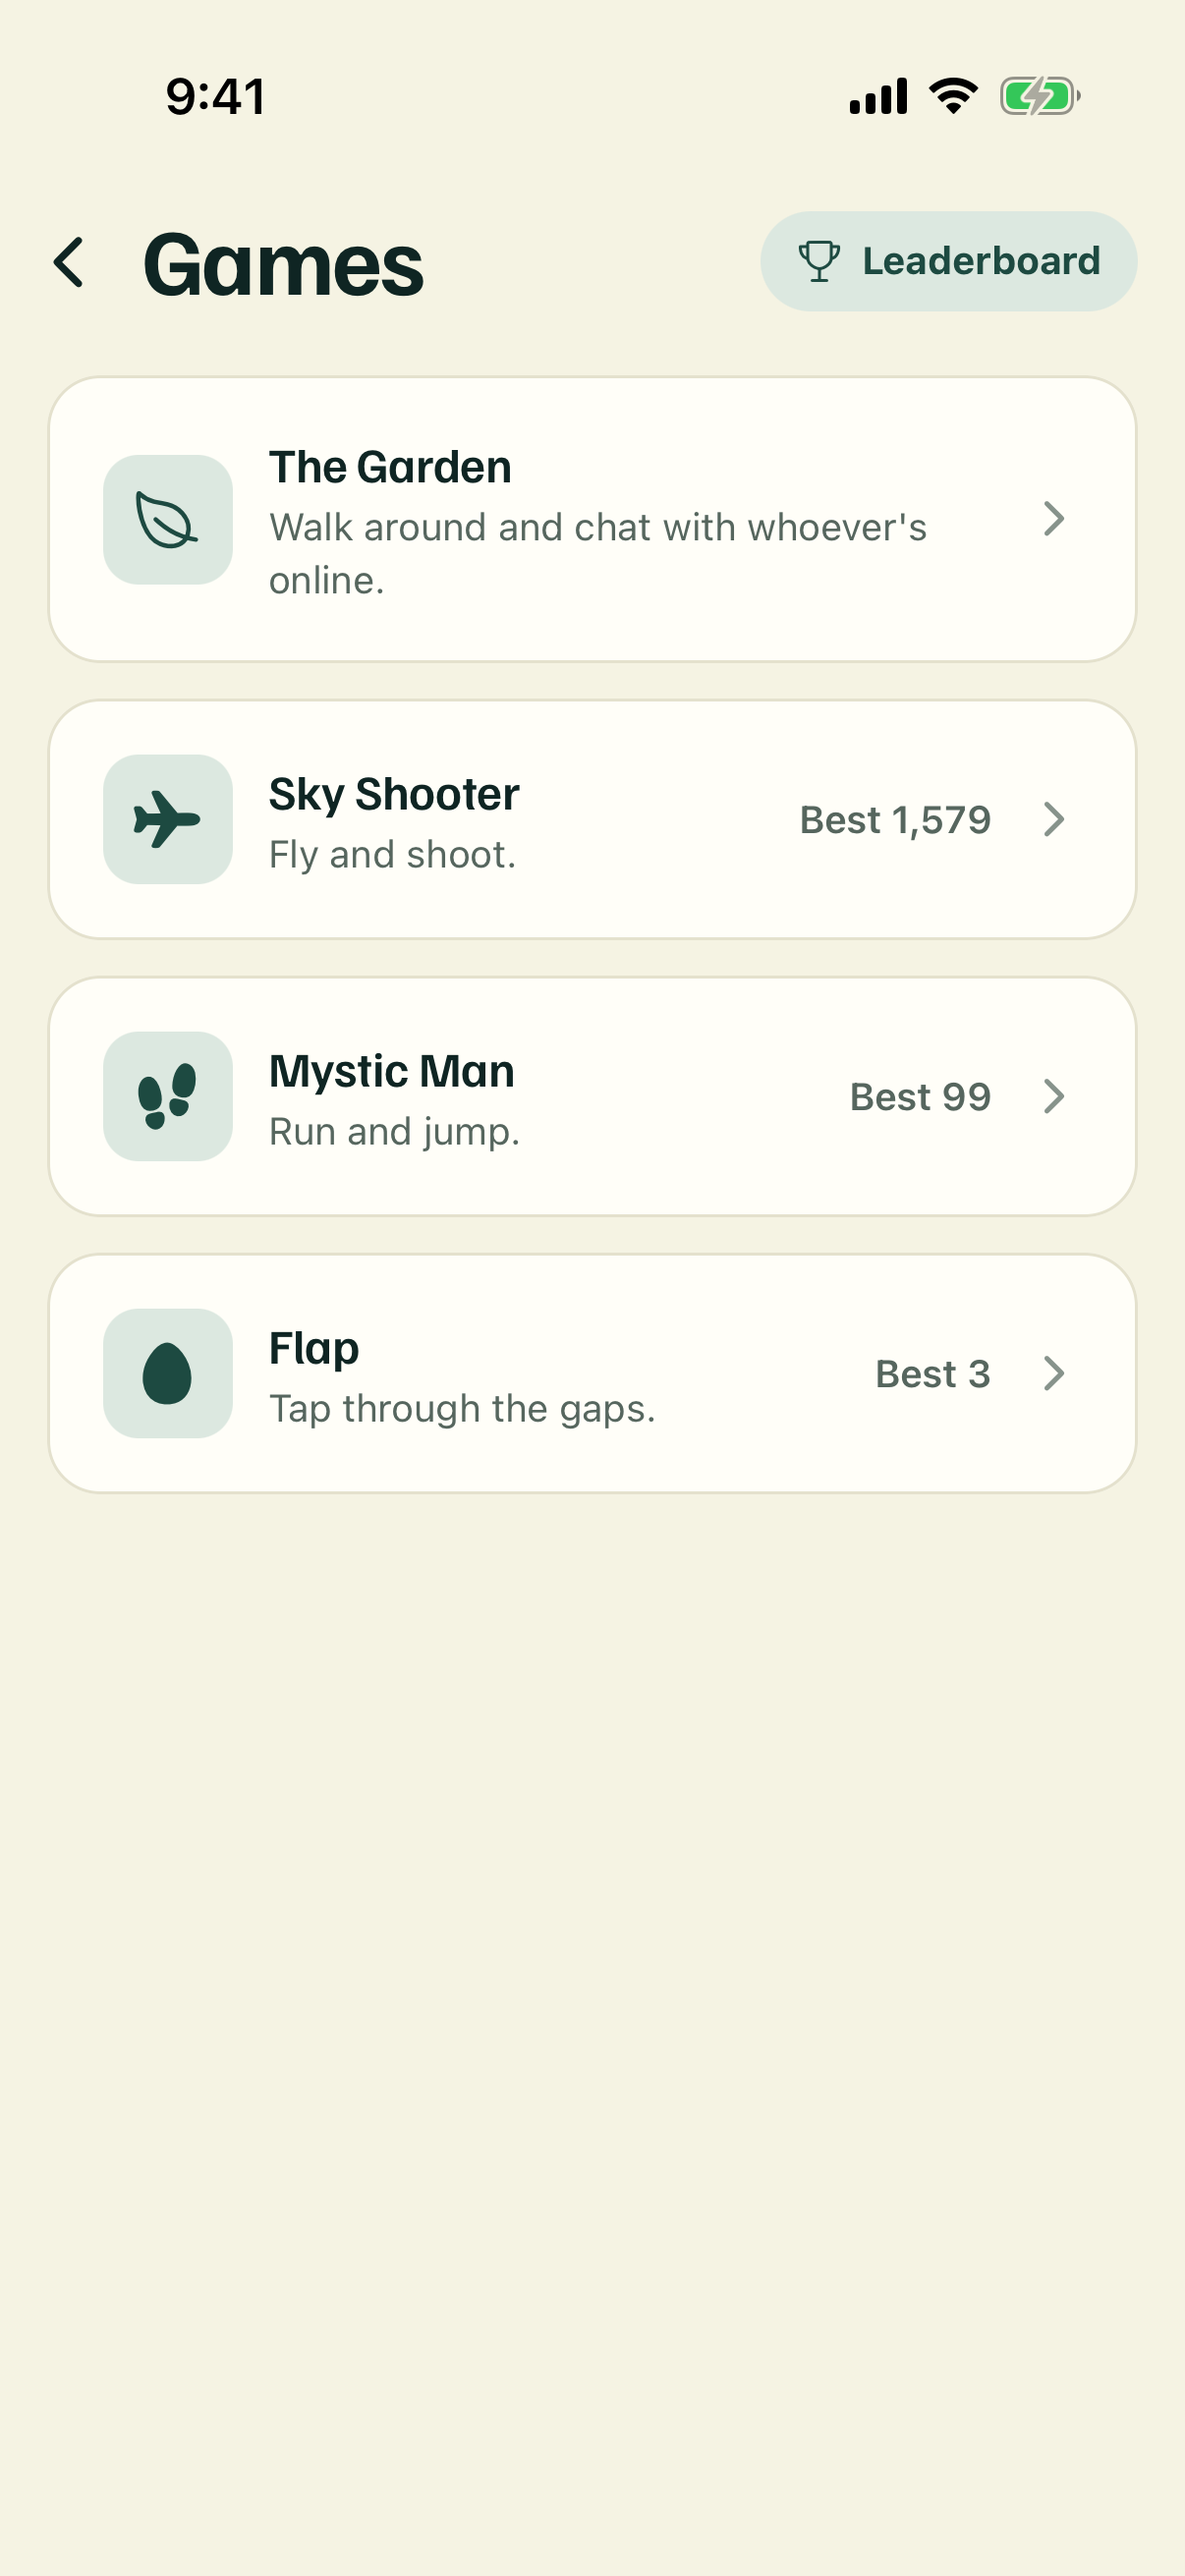 9:41
Games
Leaderboard
The Garden
Walk around and chat with whoever's
online.
Sky Shooter
Fly and shoot.
Best 1,579
Mystic Man
Run and jump.
Best 99
Flap
Tap through the gaps.
Best 3